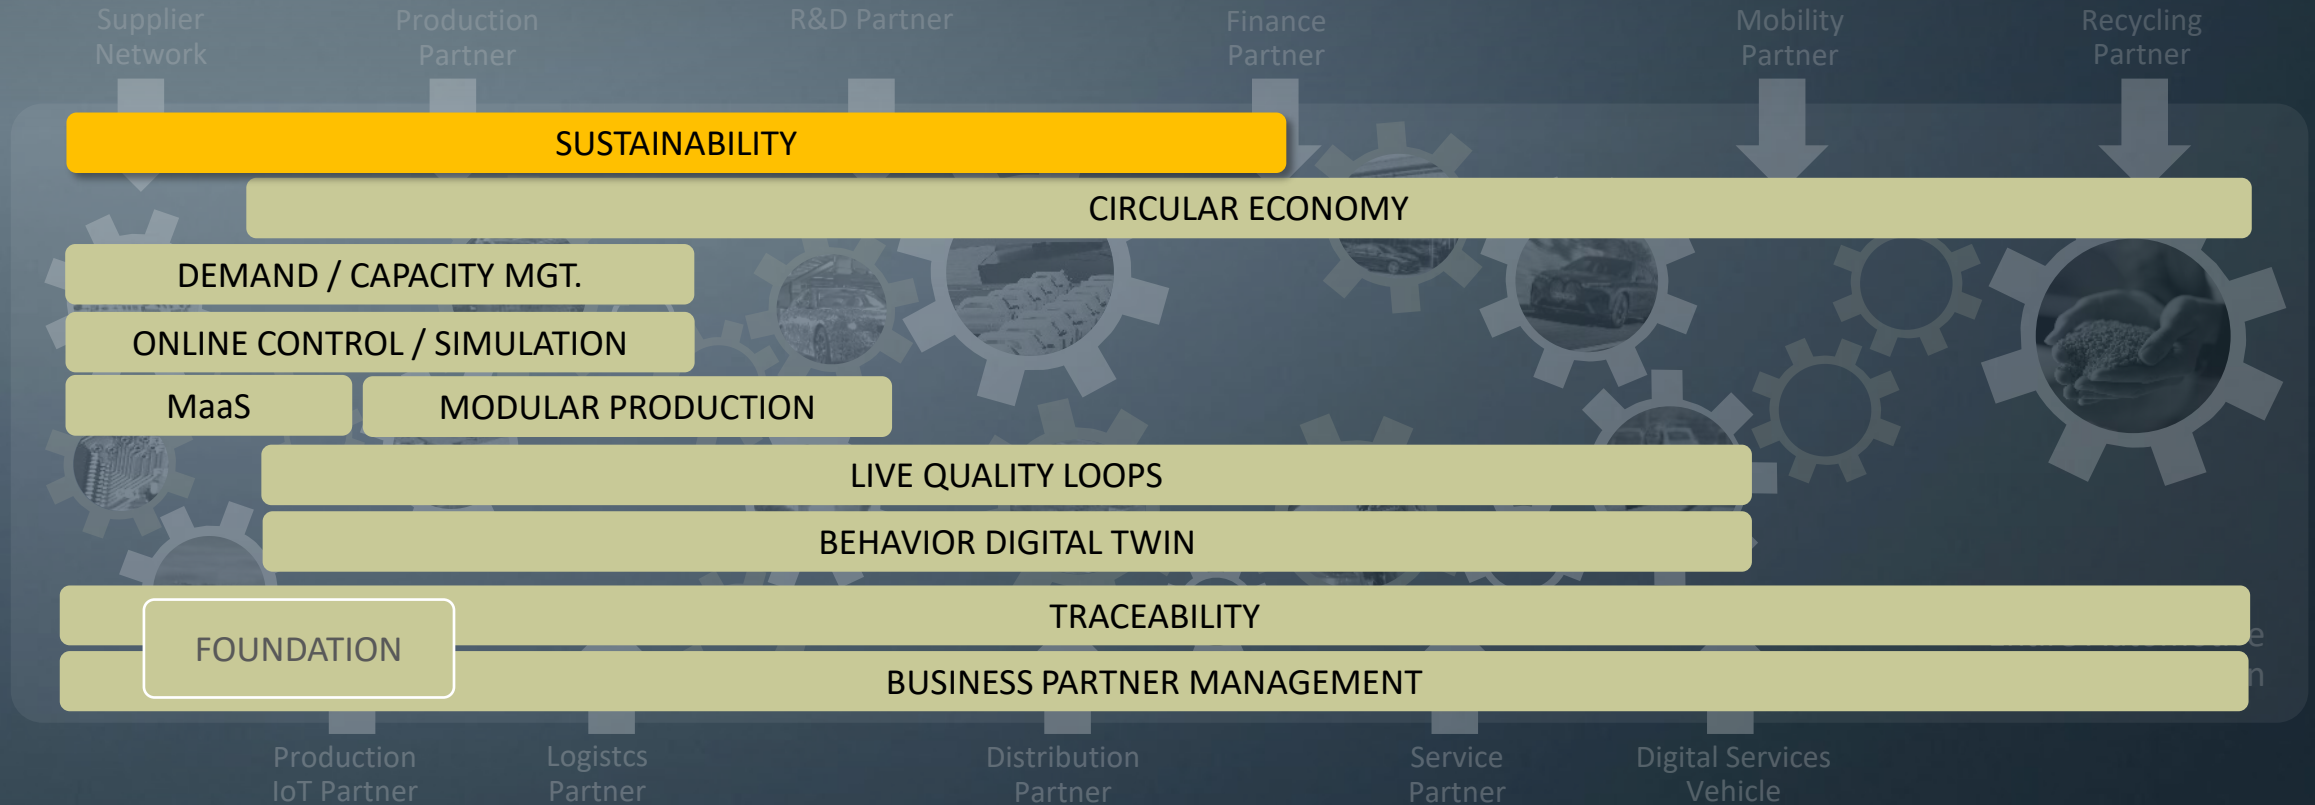 Supplier
Network
Production
Partner
R&D Partner
Finance
Partner
Mobility
Partner
Recycling
Partner
SUSTAINABILITY
CIRCULAR ECONOMY
DEMAND / CAPACITY MGT.
ONLINE CONTROL / SIMULATION
MaaS
MODULAR PRODUCTION
LIVE QUALITY LOOPS
BEHAVIOR DIGITAL TWIN
TRACEABILITY
FOUNDATION
BUSINESS PARTNER MANAGEMENT
Production
IoT Partner
Logistcs
Partner
Distribution
Partner
Service
Partner
Digital Services
Vehicle